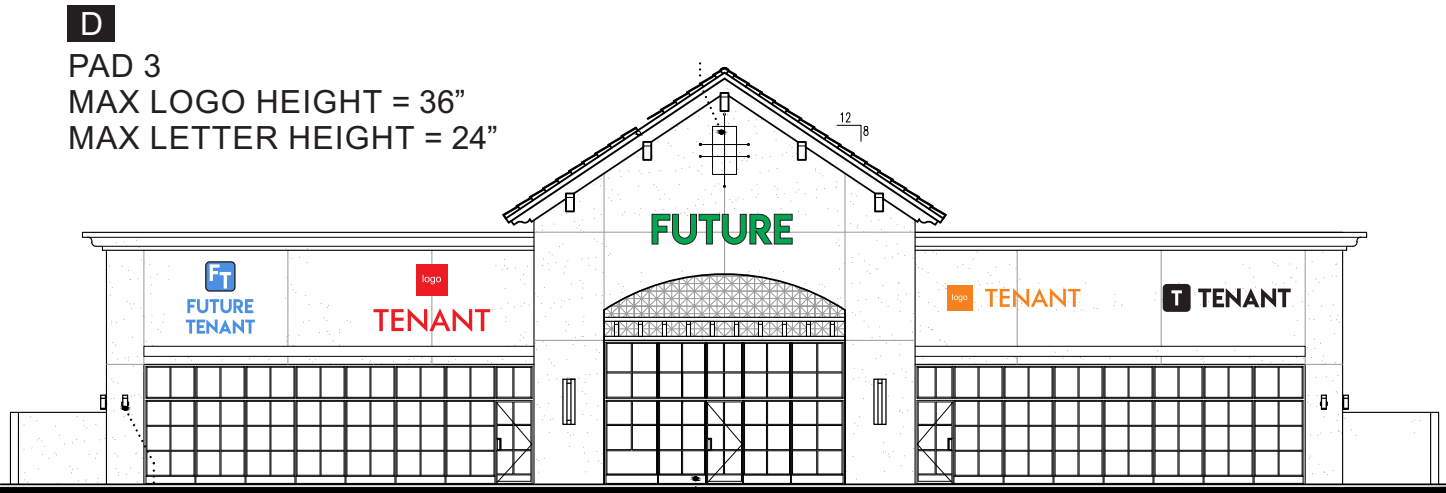 D
PAD 3
MAX LOGO HEIGHT = 36”
MAX LETTER HEIGHT = 24”
12
8
FUTURE
FT
FUTURE
TENANT
logo
TENANT
logo
TENANT
T TENANT